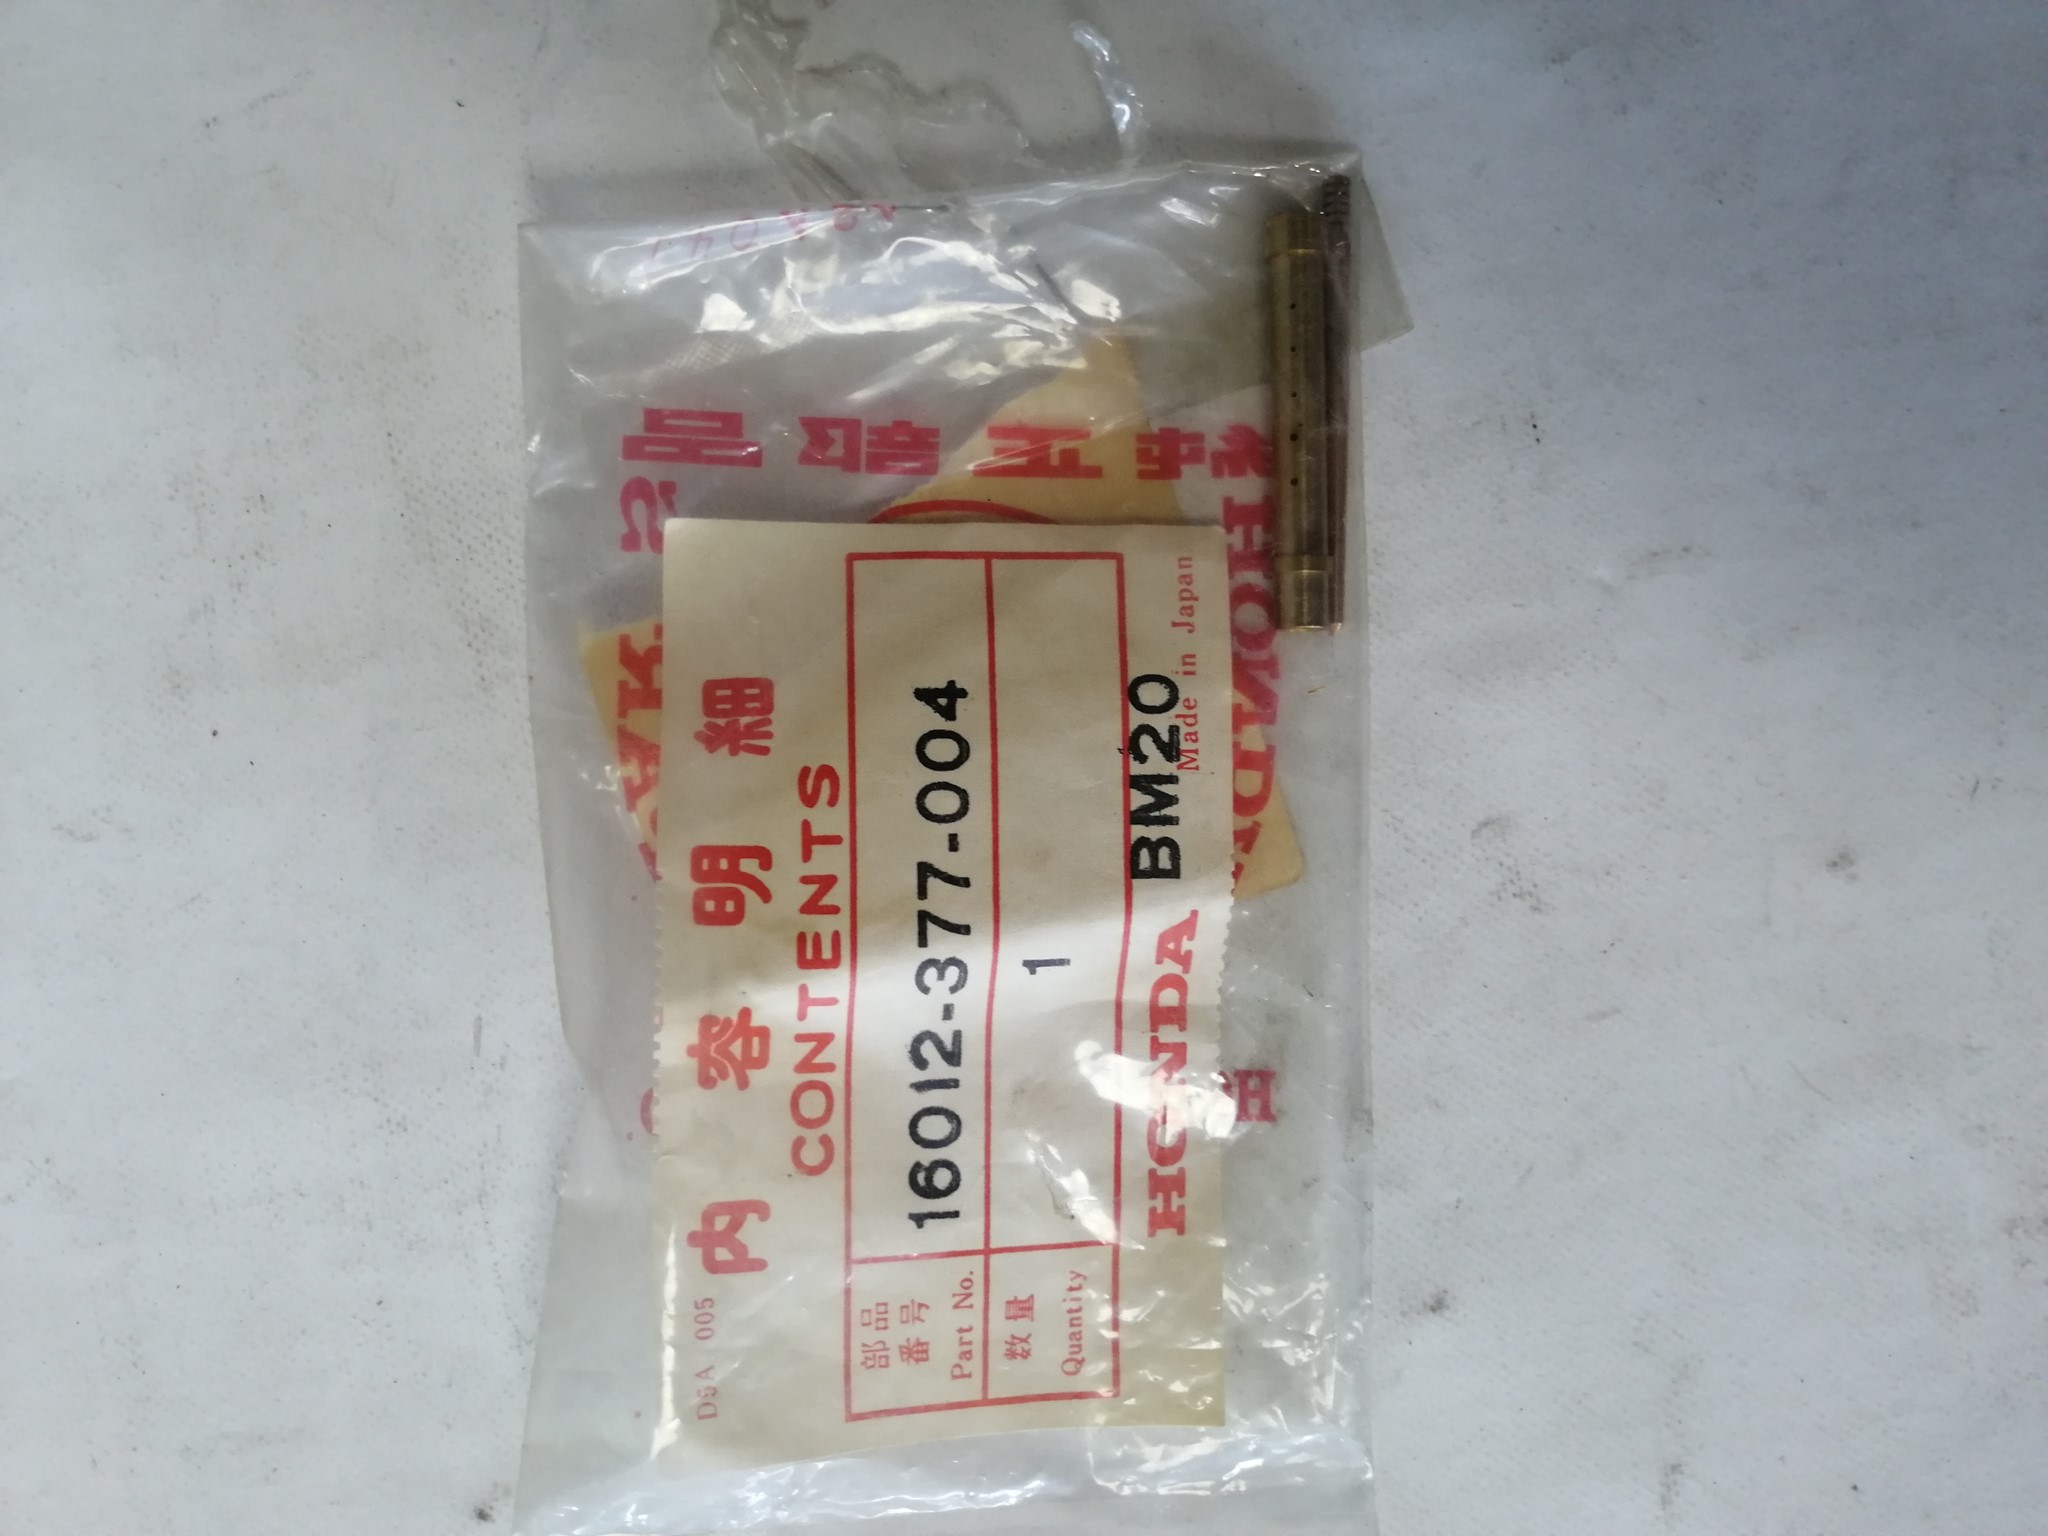 D5A 005
内容明細
CONTENTS
部品
番号
Part No.
16012-377-004
数量
Quantity
1
HONDA BM20
Made in Japan
HONDA